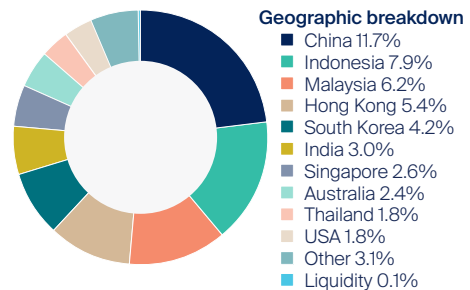 Geographic breakdown
China 11.7%
Indonesia 7.9%
Malaysia 6.2%
Hong Kong 5.4%
South Korea 4.2%
India 3.0%
Singapore 2.6%
Australia 2.4%
Thailand 1.8%
USA 1.8%
Other 3.1%
Liquidity 0.1%